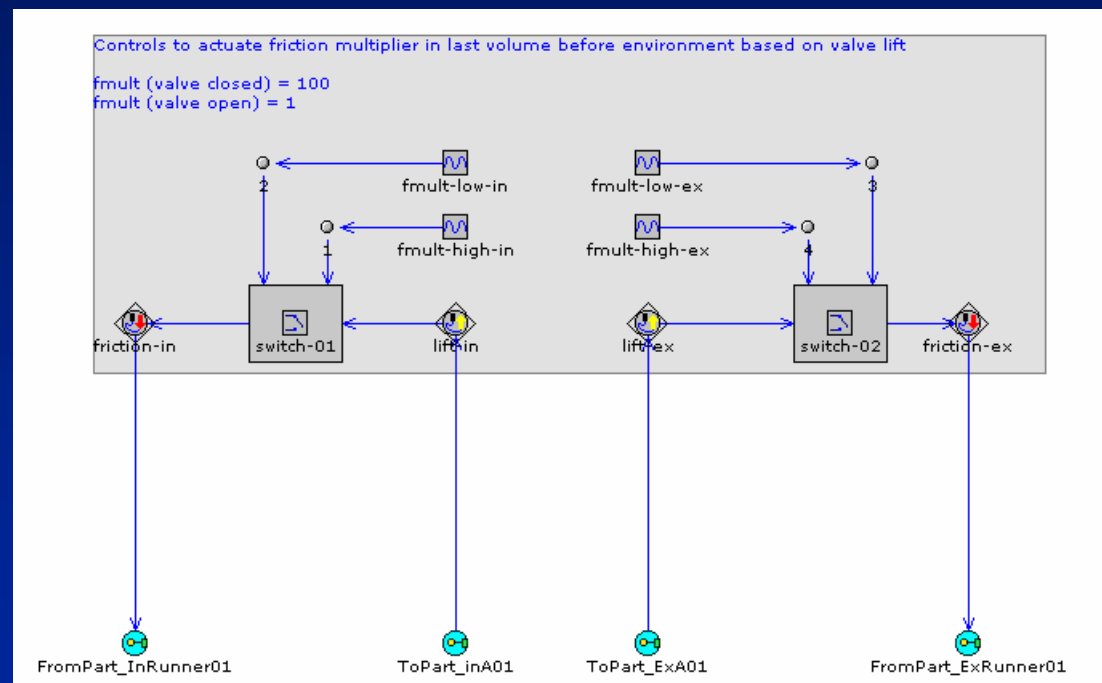 Controls to actuate friction multiplier in last volume before environment based on valve lift
fmult (valve closed) = 100
fmult (valve open) = 1
2
fmult-low-in
fmult-low-ex
3
1
fmult-high-in
fmult-high-ex
4
friction-in
switch-01
lift-in
lift-ex
switch-02
friction-ex
FromPart_InRunner01
ToPart_inA01
ToPart_ExA01
FromPart_ExRunner01